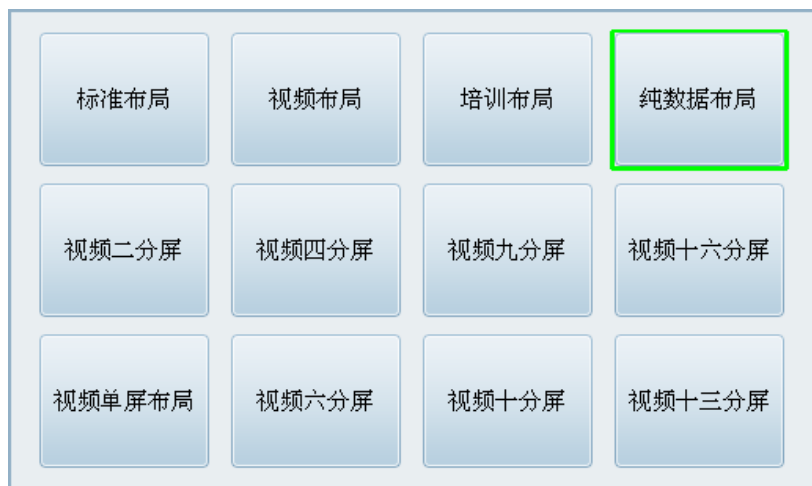 标准布局
视频布局
培训布局
纯数据布局
视频二分屏
视频四分屏
视频九分屏
视频十六分屏
视频单屏布局
视频六分屏
视频十分屏
视频十三分屏